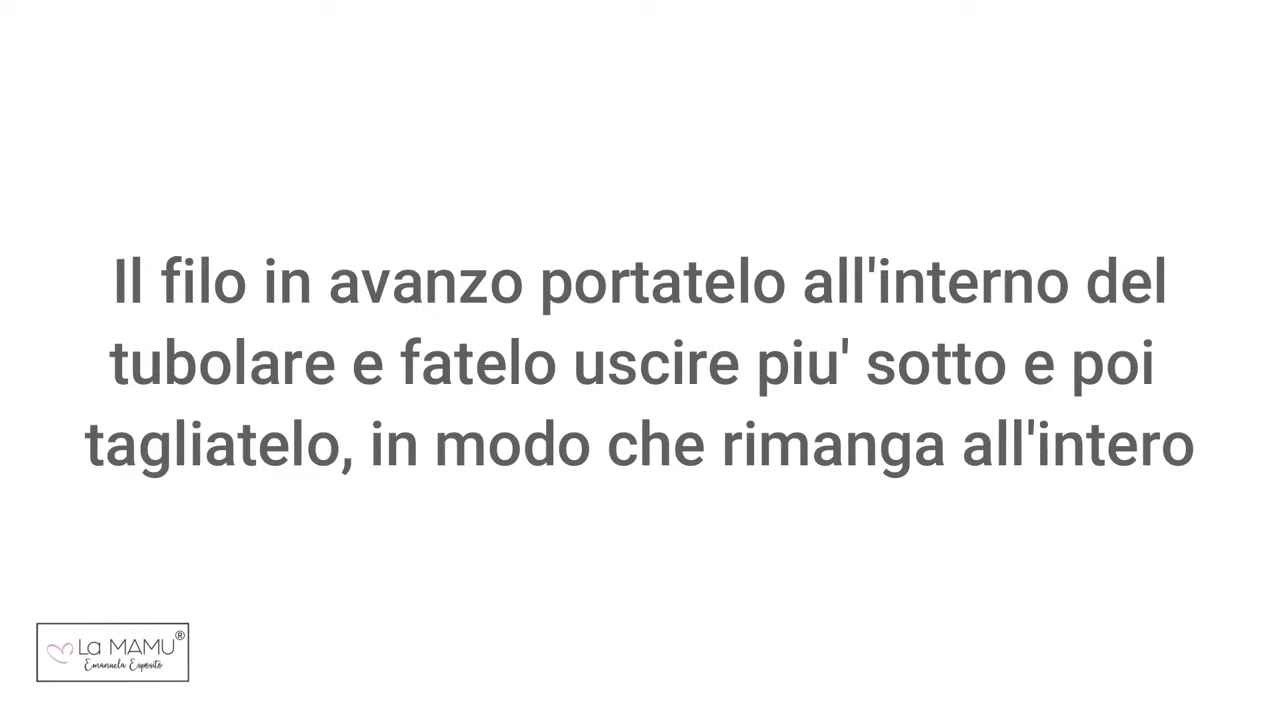 Il filo in avanzo portatelo all'interno del
tubolare e fatelo uscire piu' sotto e poi
tagliatelo, in modo che rimanga all'intero
La MAMU®
Emanuela Esposito